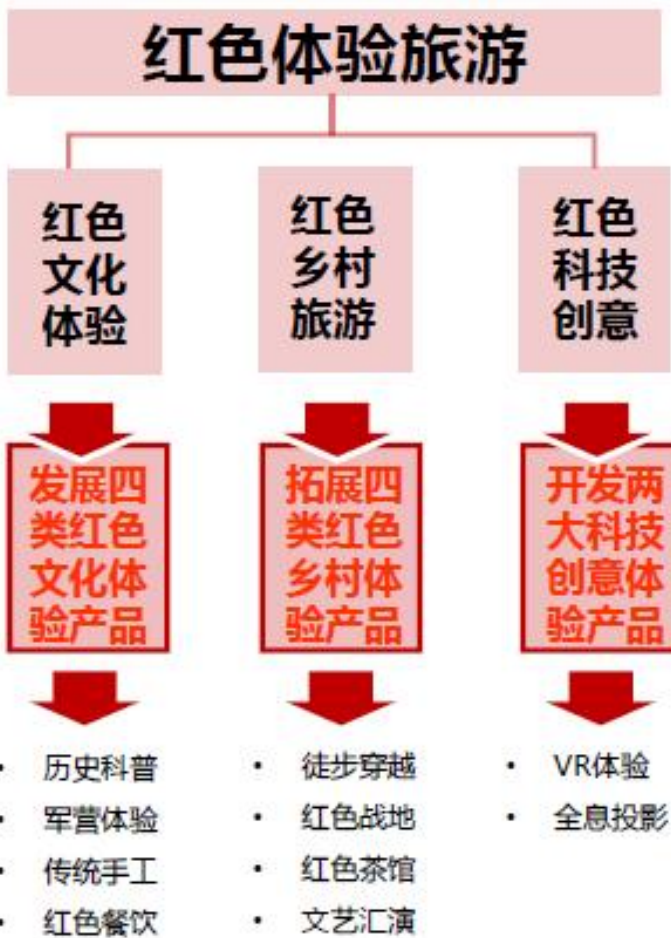 红色体验旅游
红色
文化
体验
红色
乡村
旅游
红色
科技
创意
发展四
类红色
文化体
验产品
拓展四
类红色
乡村体
验产品
开发两
大科技
创意体
验产品
• 历史科普
• 军营体验
• 传统手工
• 红色餐饮
• 徒步穿越
• 红色战地
• 红色茶馆
• 文艺汇演
• VR体验
• 全息投影